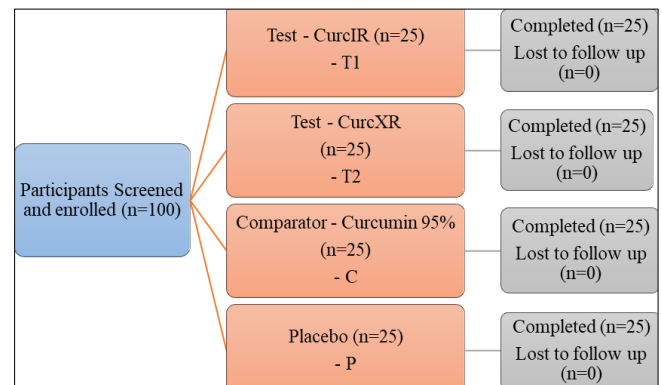 Participants Screened
and enrolled (n=100)
Test - CurcIR (n=25)
- T1
Completed (n=25)
Lost to follow up
(n=0)
Test - CurcXR
(n=25)
- T2
Completed (n=25)
Lost to follow up
(n=0)
Comparator - Curcumin 95%
(n=25)
- C
Completed (n=25)
Lost to follow up
(n=0)
Placebo (n=25)
- P
Completed (n=25)
Lost to follow up
(n=0)